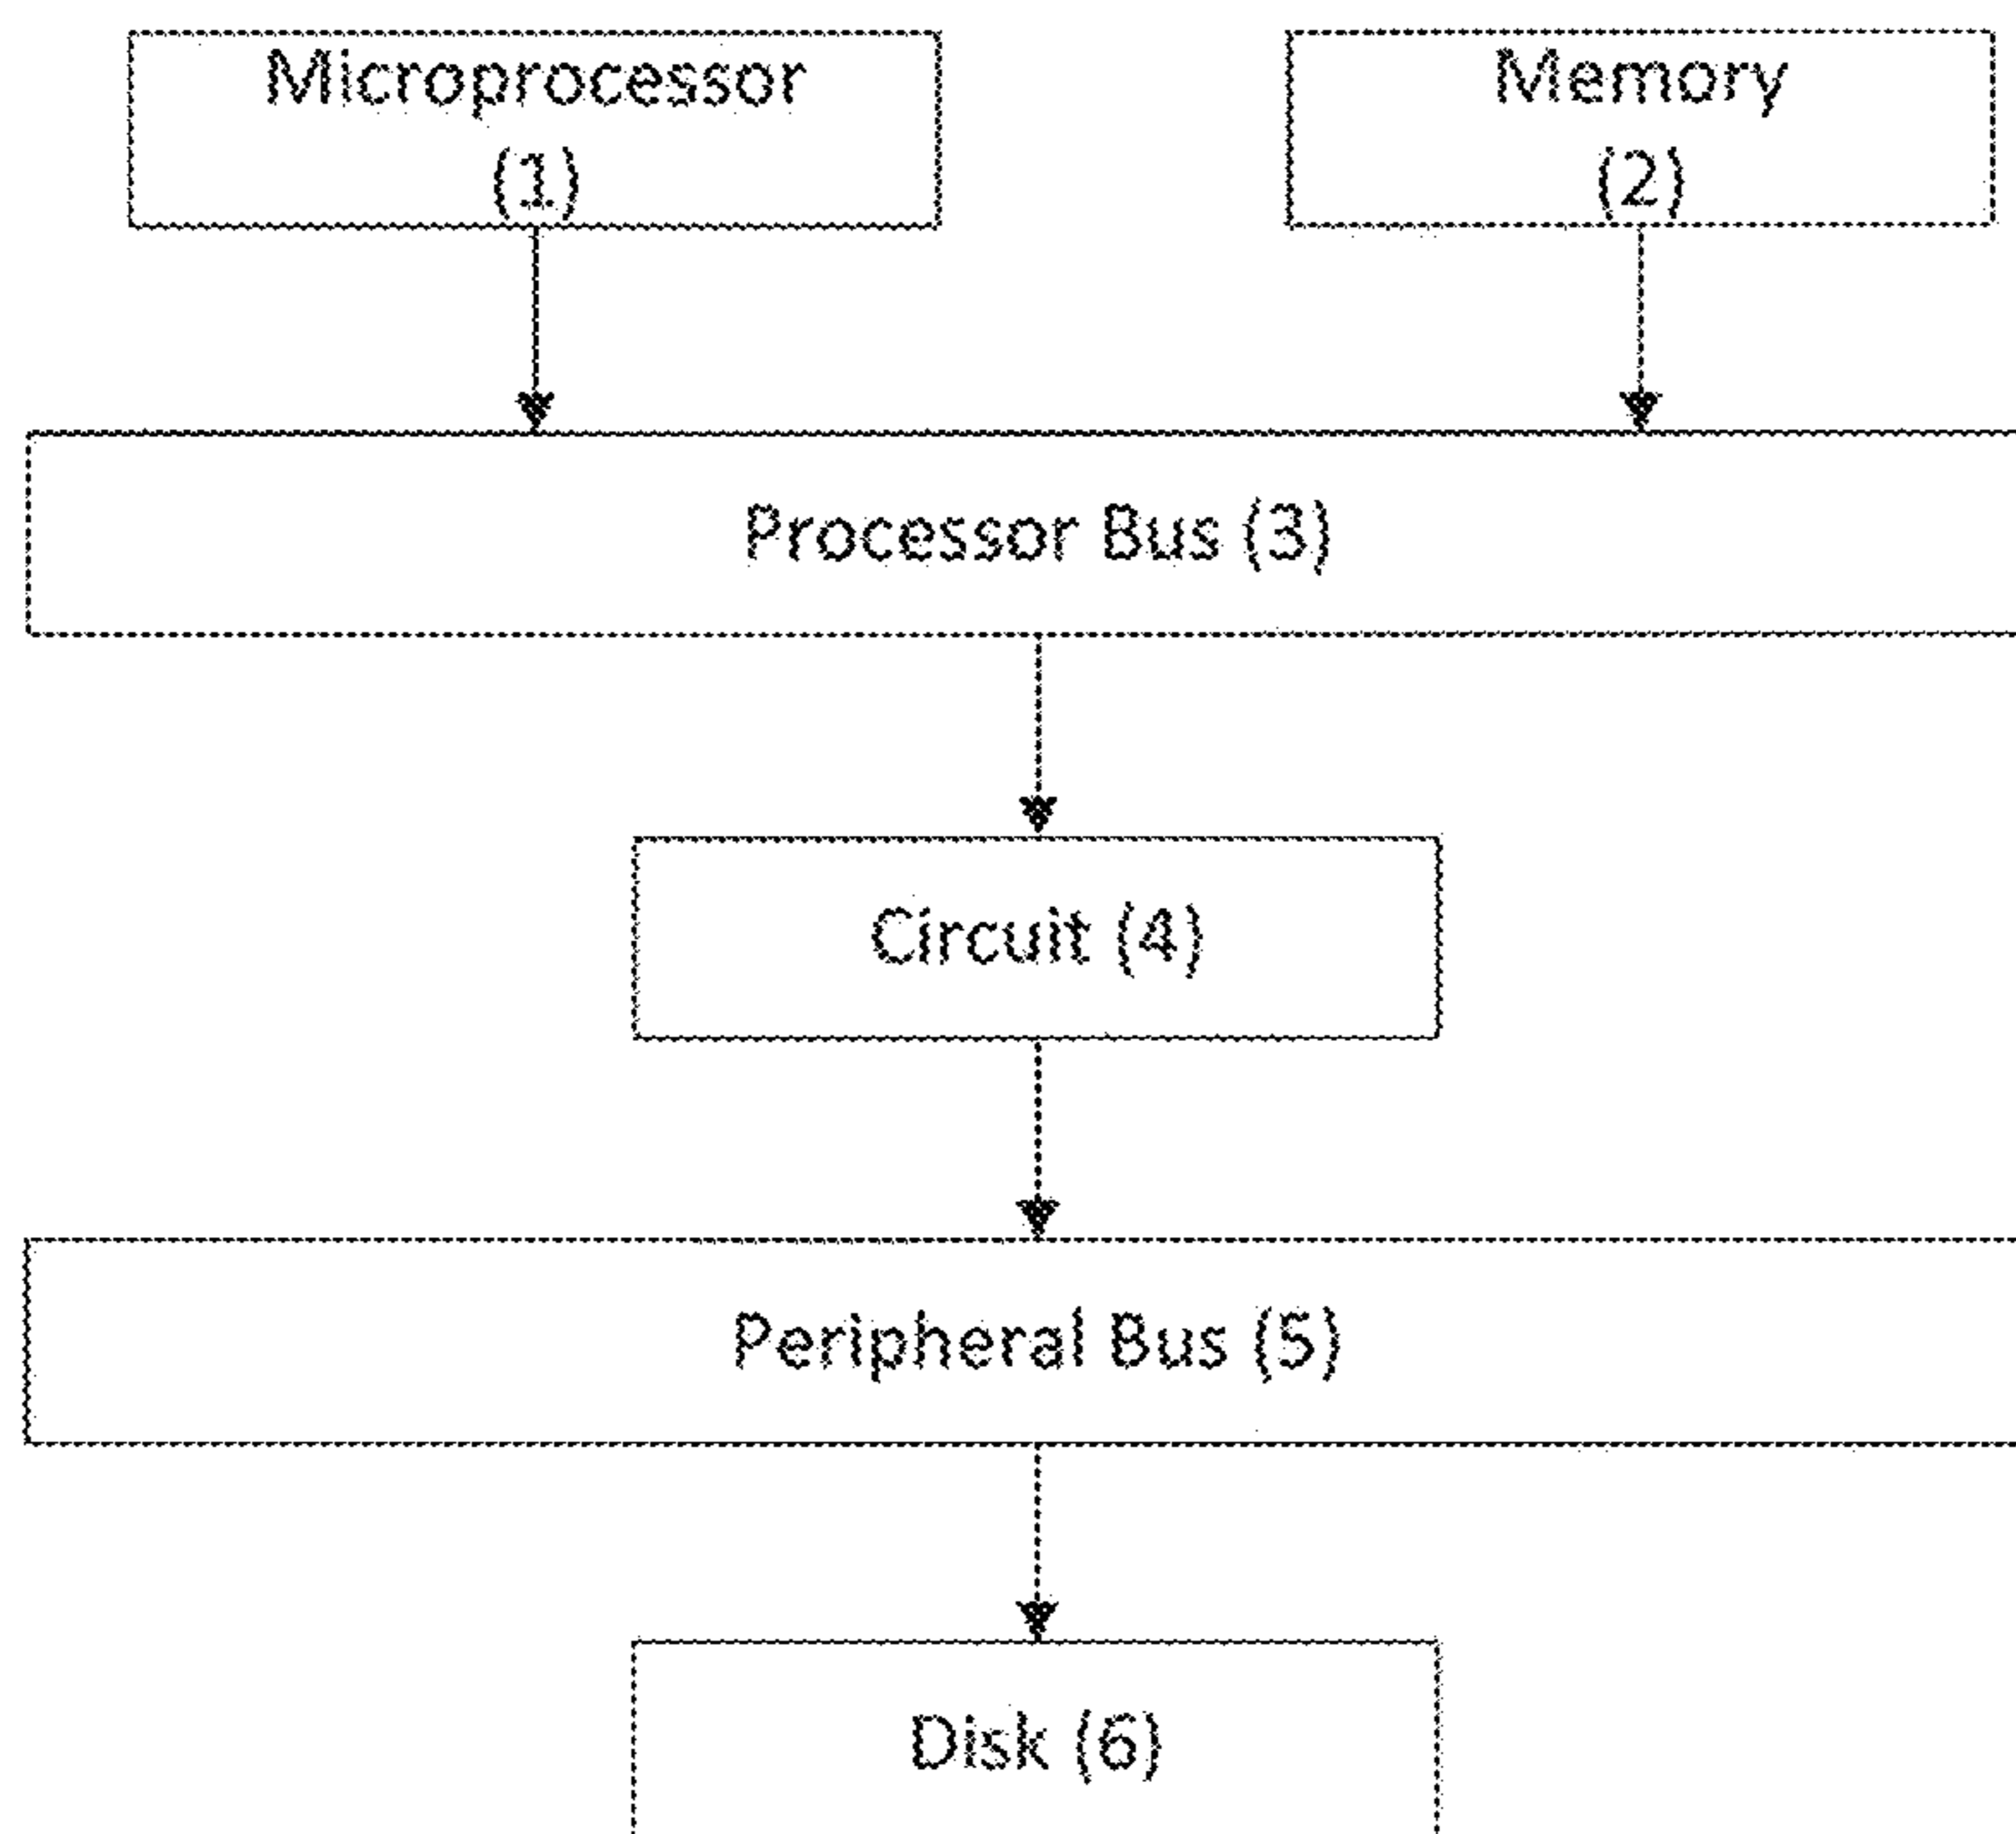 Microprocessor
(1)
Memory
(2)
Processor Bus (3)
Circuit (4)
Peripheral Bus (5)
Disk (6)